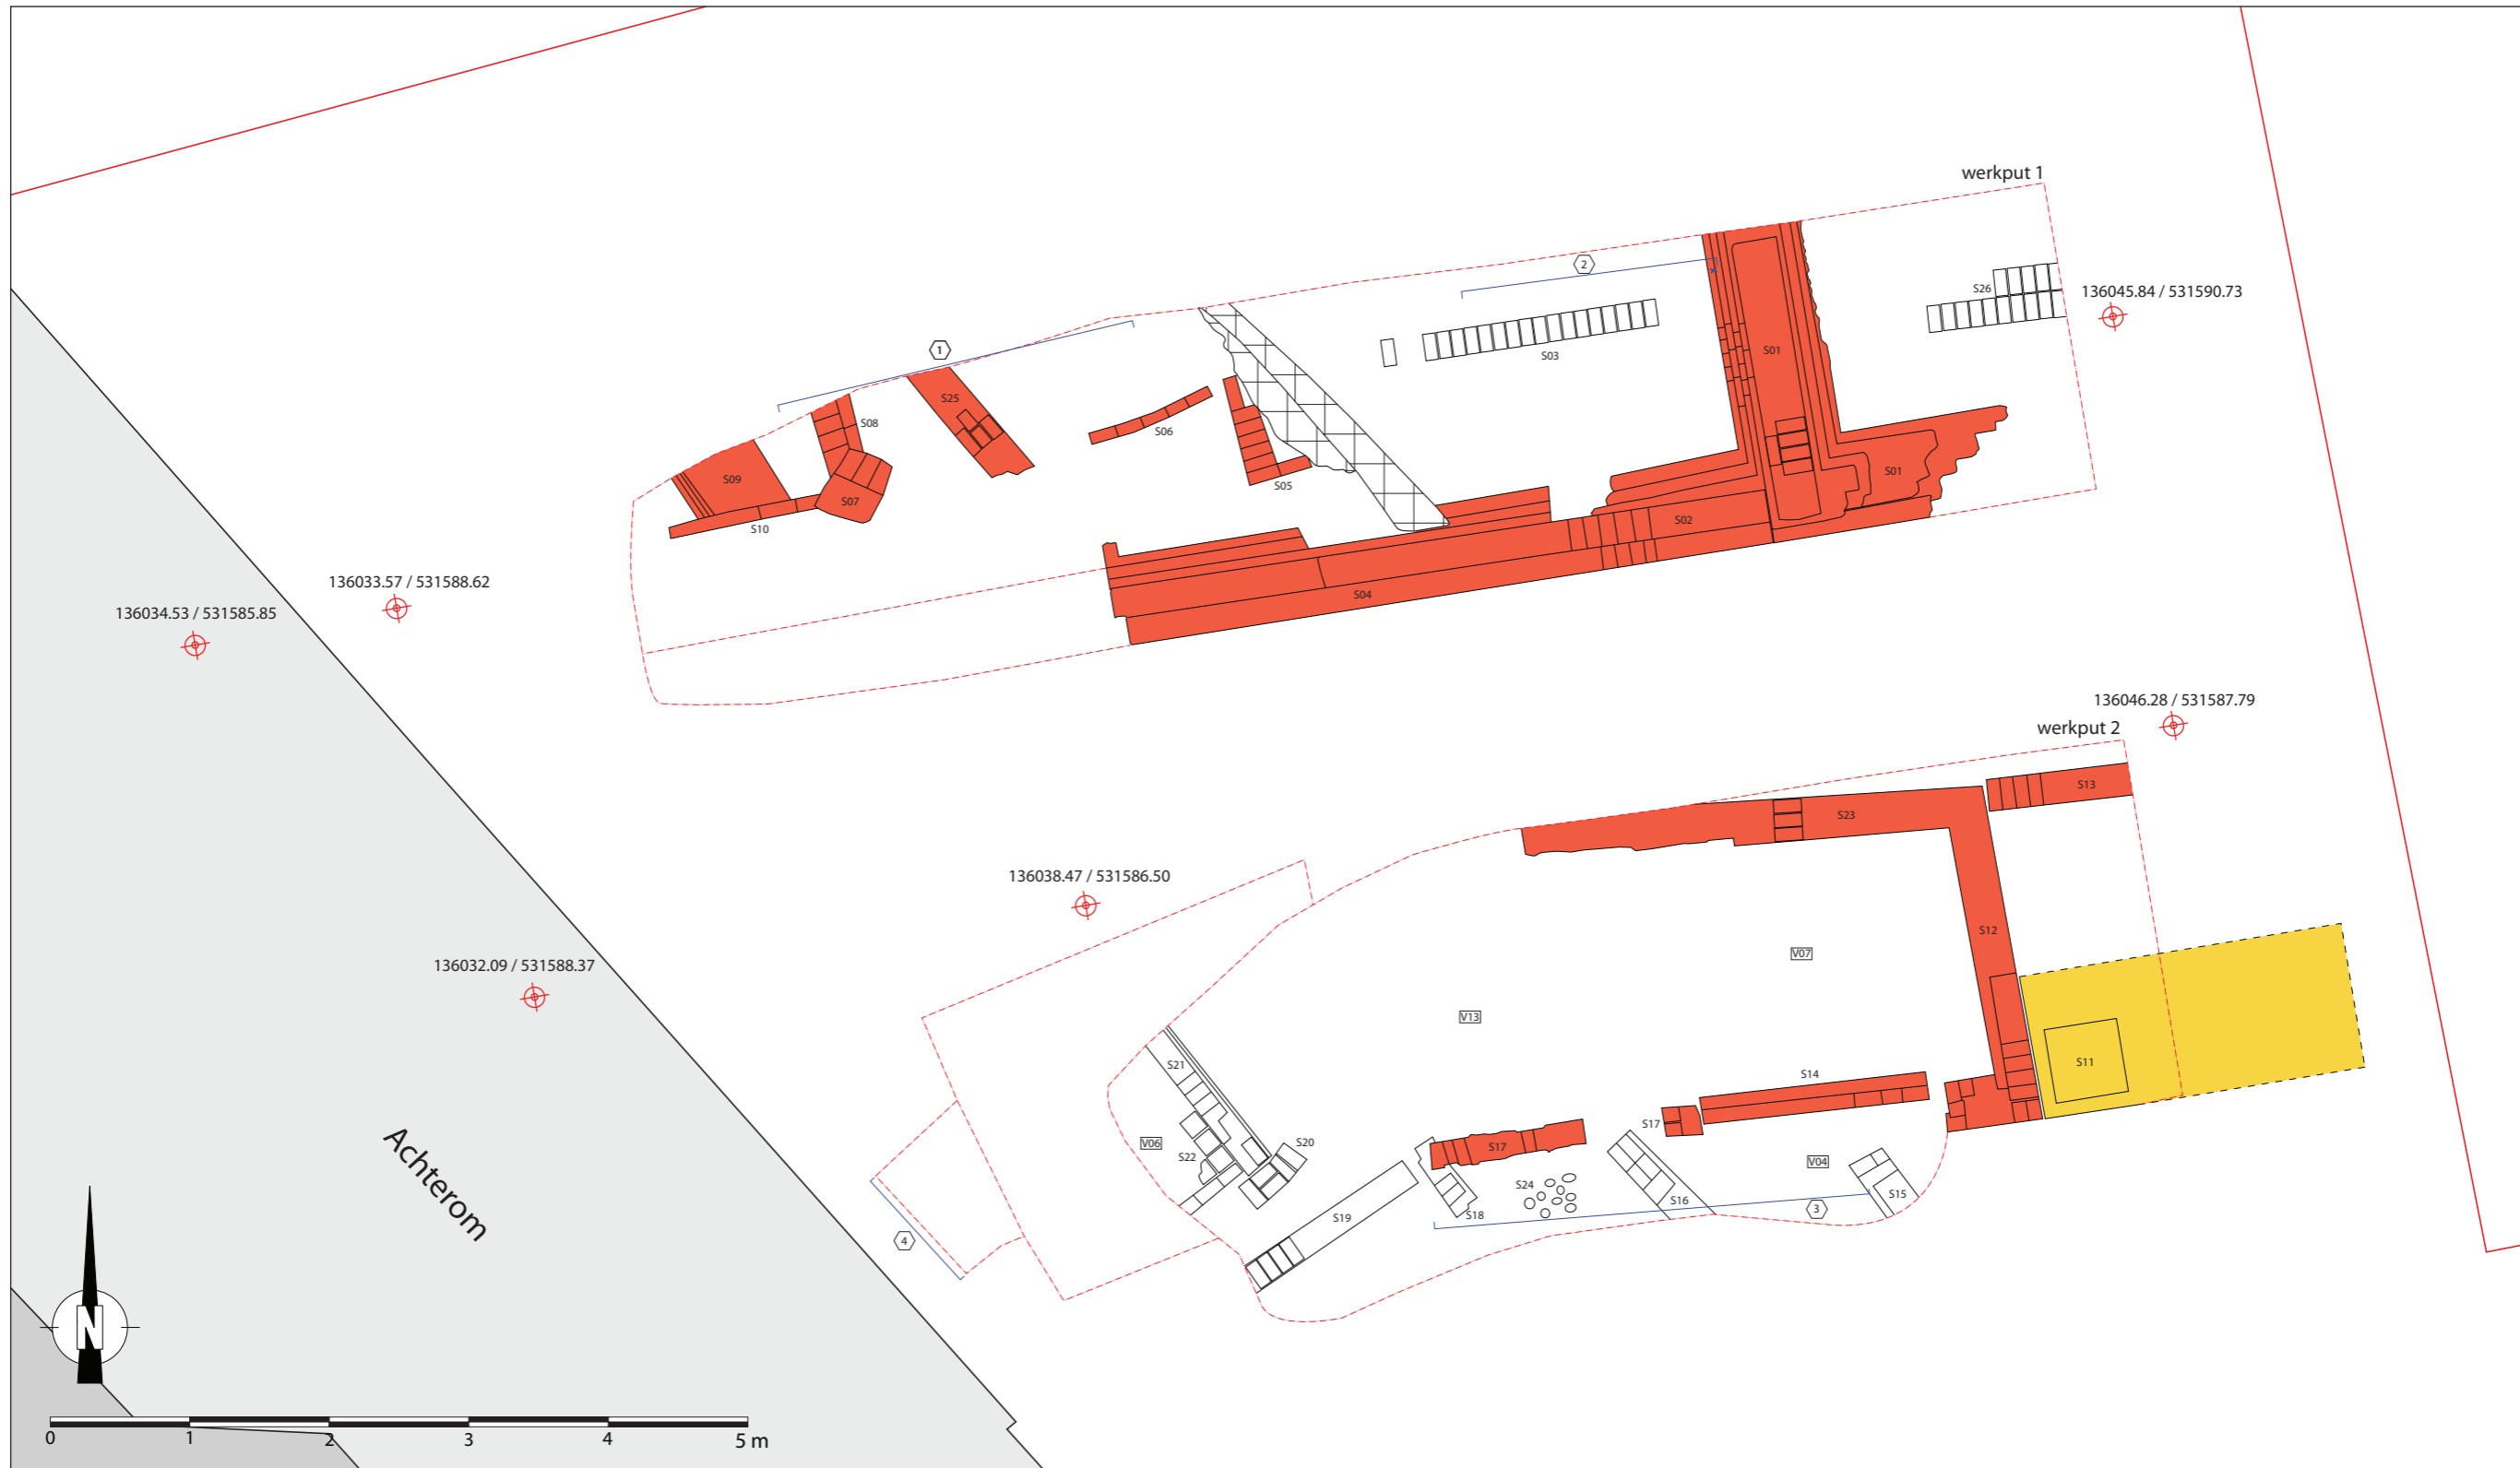 werkput 1
2
S26
136045.84 / 531590.73
1
S03
S01
S25
S08
S06
S01
S09
S05
S07
S02
S10
136033.57 / 531588.62
S04
136034.53 / 531585.85
136046.28 / 531587.79
werkput 2
S13
S23
136038.47 / 531586.50
S12
136032.09 / 531588.37
V07
V13
S11
S21
S14
S17
V06
S20
S17
S22
V04
S24
S15
S16
S19
S18
3
4
Achterom
N
0
1
2
3
4
5 m